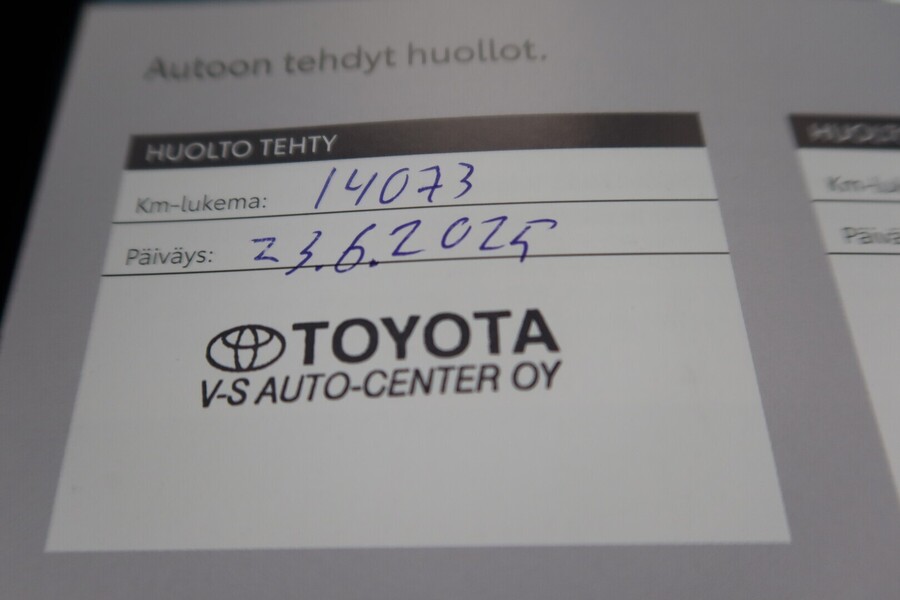 Autoon tehdyt huollot.
HUOLTO TEHTY
Km-lukema: 14073
Päiväys: 23.6.2025
TOYOTA
V-S AUTO-CENTER OY